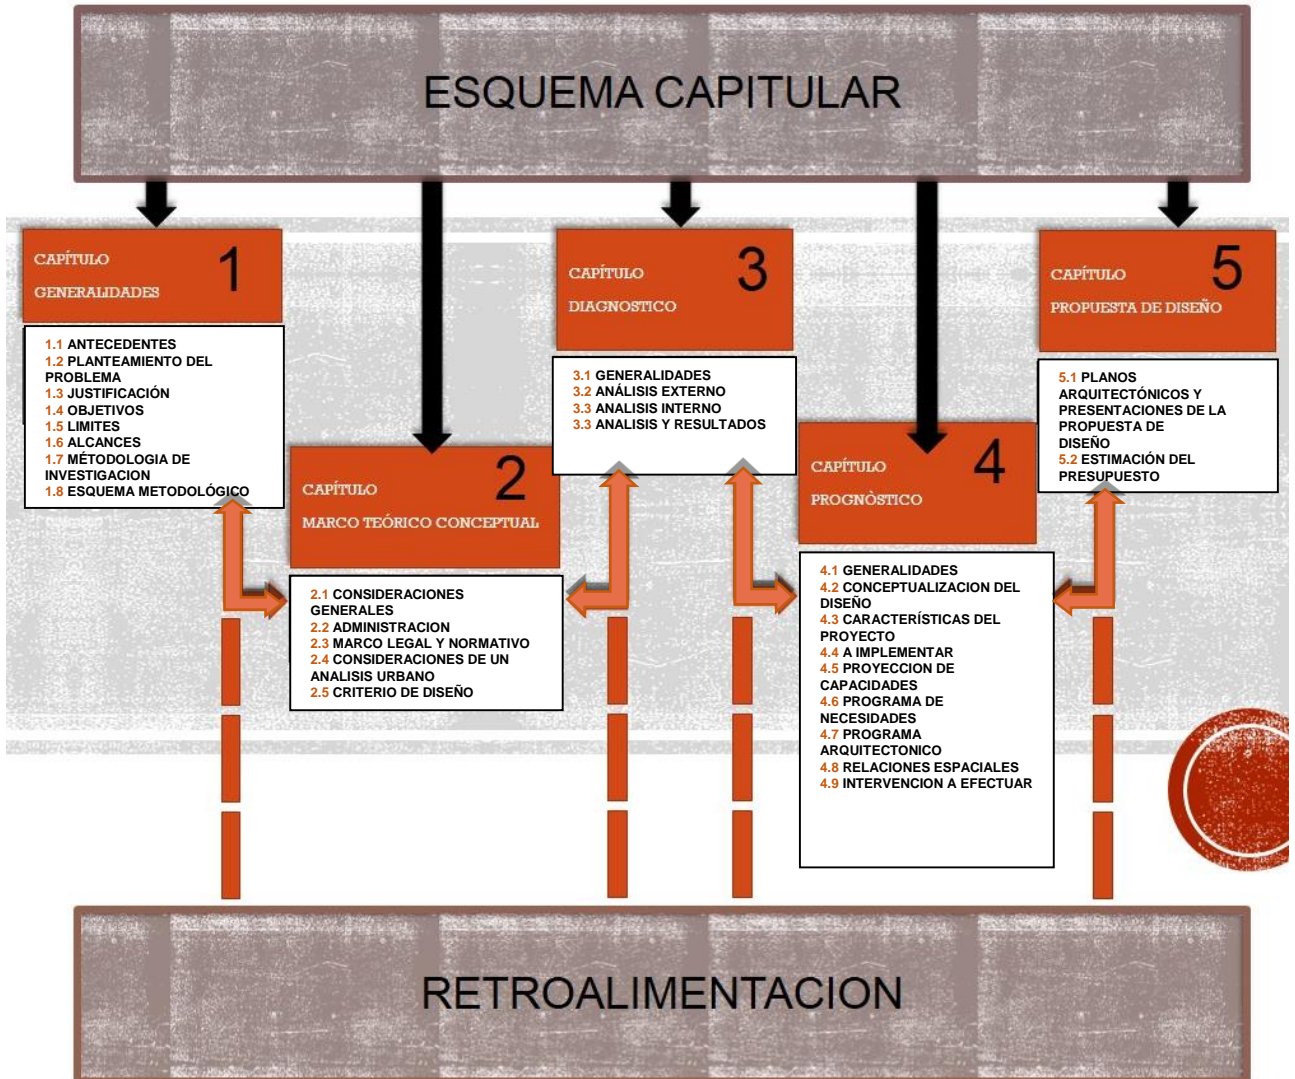 ESQUEMA CAPITULAR
CAPÍTULO
1
GENERALIDADES
1.1 ANTECEDENTES
1.2 PLANTEAMIENTO DEL
PROBLEMA
1.3 JUSTIFICACIÓN
1.4 OBJETIVOS
1.5 LIMITES
1.6 ALCANCES
1.7 MÉTODOLOGIA DE
INVESTIGACION
1.8 ESQUEMA METODOLÓGICO
CAPÍTULO
2
MARCO TEÓRICO CONCEPTUAL
2.1 CONSIDERACIONES
GENERALES
2.2 ADMINISTRACION
2.3 MARCO LEGAL Y NORMATIVO
2.4 CONSIDERACIONES DE UN
ANALISIS URBANO
2.5 CRITERIO DE DISEÑO
CAPÍTULO
3
DIAGNOSTICO
3.1 GENERALIDADES
3.2 ANÁLISIS EXTERNO
3.3 ANALISIS INTERNO
3.3 ANALISIS Y RESULTADOS
CAPÍTULO
4
PROGNÒSTICO
4.1 GENERALIDADES
4.2 CONCEPTUALIZACION DEL
DISEÑO
4.3 CARACTERÍSTICAS DEL
PROYECTO
4.4 A IMPLEMENTAR
4.5 PROYECCION DE
CAPACIDADES
4.6 PROGRAMA DE
NECESIDADES
4.7 PROGRAMA
ARQUITECTONICO
4.8 RELACIONES ESPACIALES
4.9 INTERVENCION A EFECTUAR
CAPÍTULO
5
PROPUESTA DE DISEÑO
5.1 PLANOS
ARQUITECTÓNICOS Y
PRESENTACIONES DE LA
PROPUESTA DE
DISEÑO
5.2 ESTIMACIÓN DEL
PRESUPUESTO
RETROALIMENTACION